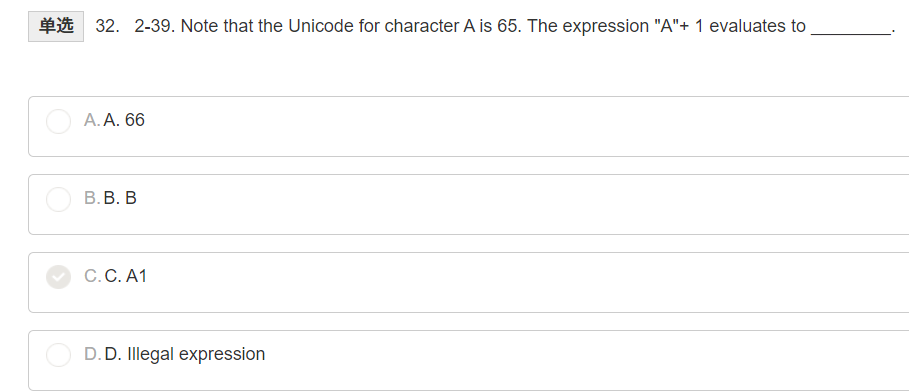 单选 32. 2-39. Note that the Unicode for character A is 65. The expression "A"+ 1 evaluates to _________.
A. A. 66
B. B. B
C. C. A1
D. D. Illegal expression